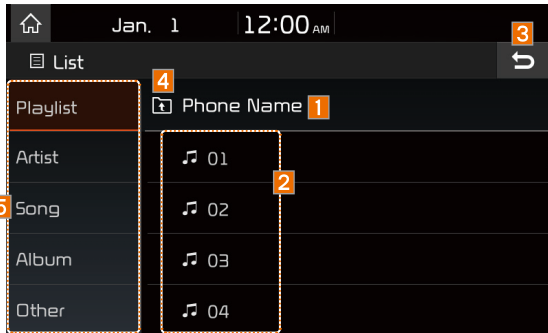 Jan. 1 12:00 AM
3
List
4
Playlist
Phone Name 1
Artist
01
2
5
Song
02
Album
03
Other
04